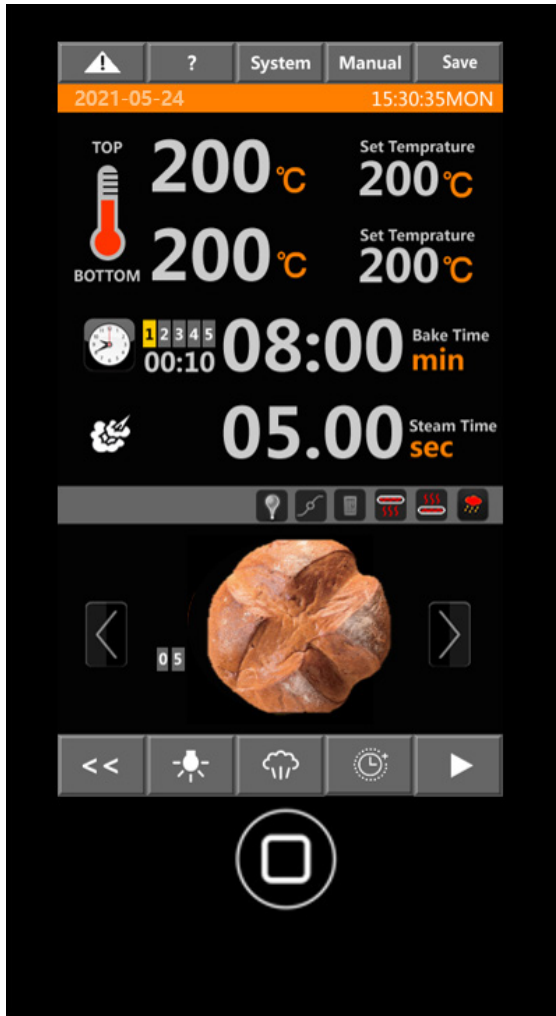 ? System Manual Save
2021-05-24 15:30:35MON
TOP
200℃
Set Temprature
200℃
BOTTOM
200℃
Set Temprature
200℃
1 2 3 4 5
00:10
08:00
Bake Time
min
05.00
Steam Time
sec
0 5
<<